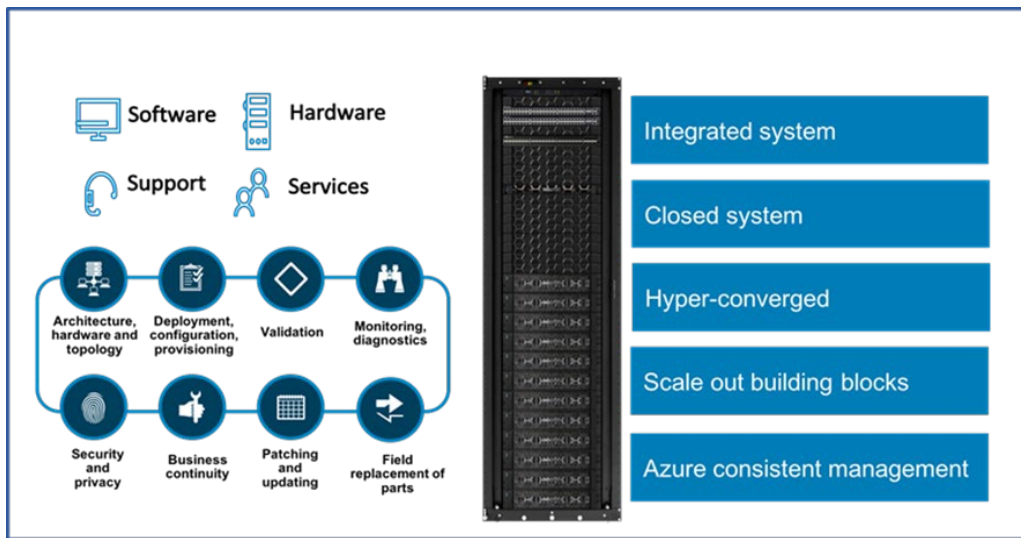 Software
Hardware
Support
Services
Architecture,
hardware and
topology
Deployment,
configuration,
provisioning
Validation
Monitoring,
diagnostics
Security
and
privacy
Business
continuity
Patching
and
updating
Field
replacement of
parts
Integrated system
Closed system
Hyper-converged
Scale out building blocks
Azure consistent management